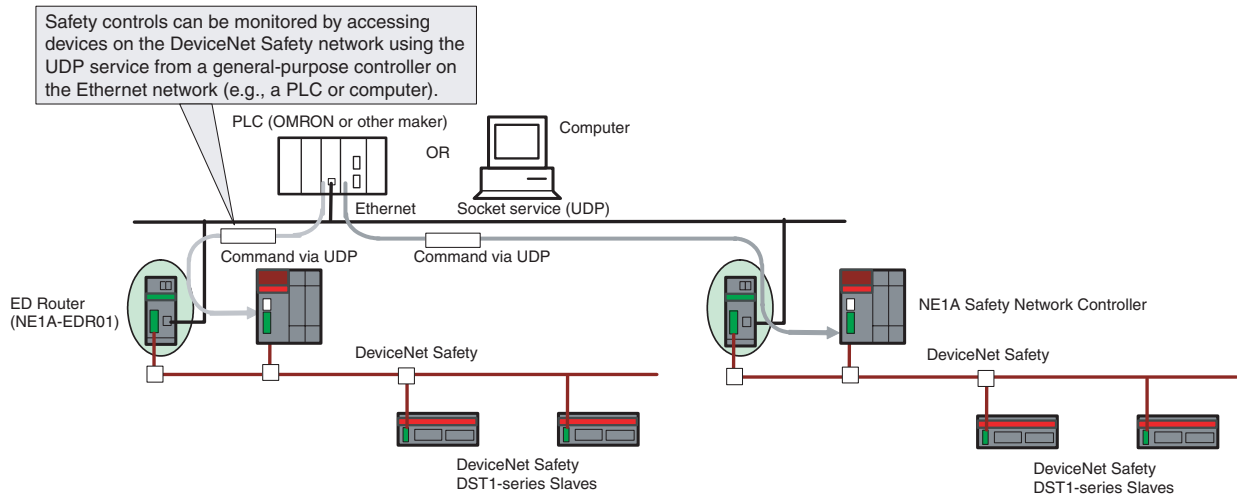 Safety controls can be monitored by accessing
devices on the DeviceNet Safety network using the
UDP service from a general-purpose controller on
the Ethernet network (e.g., a PLC or computer).
PLC (OMRON or other maker)
OR
Computer
Ethernet
Socket service (UDP)
Command via UDP
Command via UDP
ED Router
(NE1A-EDR01)
NE1A Safety Network Controller
DeviceNet Safety
DeviceNet Safety
DeviceNet Safety
DST1-series Slaves
DeviceNet Safety
DST1-series Slaves